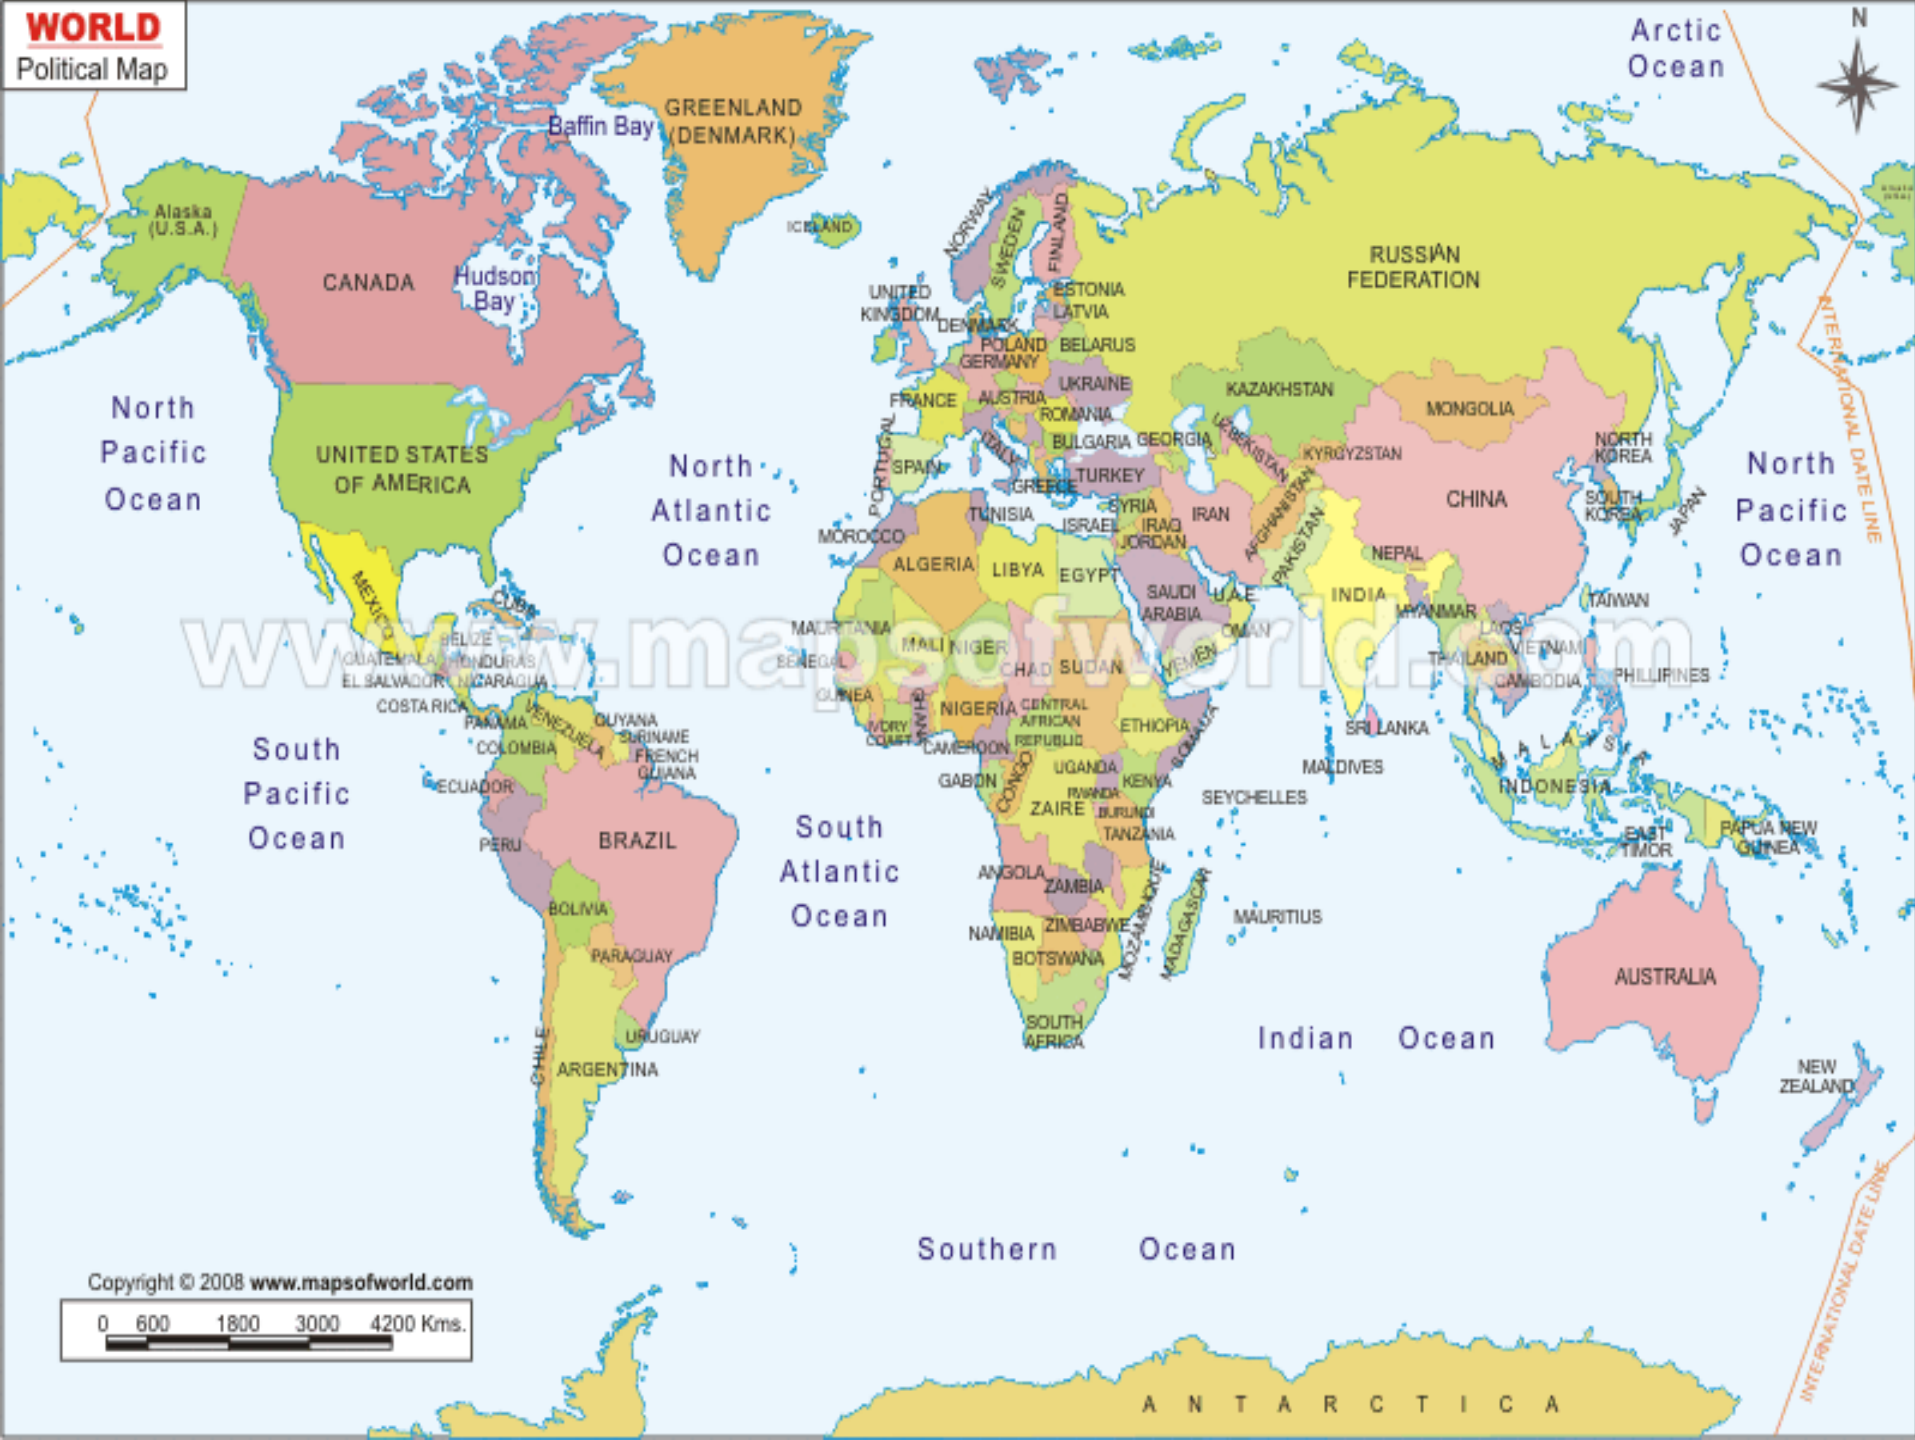 WORLD
Political Map
Arctic
Ocean
N
GREENLAND
(DENMARK)
Baffin Bay
Alaska
(U.S.A.)
ICELAND
NORWAY
SWEDEN
FINLAND
RUSSIAN
FEDERATION
CANADA
Hudson
Bay
UNITED
KINGDOM
ESTONIA
LATVIA
DENMARK
POLAND
BELARUS
GERMANY
UKRAINE
KAZAKHSTAN
MONGOLIA
INTERNATIONAL DATE LINE
North
Pacific
Ocean
FRANCE
AUSTRIA
ROMANIA
PORTUGAL
SPAIN
ITALY
BULGARIA
GEORGIA
UZBEKISTAN
KYRGYZSTAN
NORTH
KOREA
UNITED STATES
OF AMERICA
North
Atlantic
Ocean
North
Pacific
Ocean
GREECE
TURKEY
SYRIA
TUNISIA
ISRAEL
IRAQ
JORDAN
IRAN
AFGHANISTAN
PAKISTAN
CHINA
SOUTH
KOREA
JAPAN
MOROCCO
ALGERIA
LIBYA
EGYPT
SAUDI
ARABIA
U.A.E
OMAN
YEMEN
NEPAL
INDIA
MYANMAR
TAIWAN
LAOS
VIETNAM
THAILAND
CAMBODIA
PHILLIPINES
MEXICO
CUBA
www.mapsofworld.com
BELIZE
GUATEMALA
HONDURAS
EL SALVADOR
NICARAGUA
COSTA RICA
PANAMA
VENEZUELA
GUYANA
SURINAME
FRENCH
GUIANA
COLOMBIA
ECUADOR
PERU
BRAZIL
BOLIVIA
PARAGUAY
URUGUAY
CHILE
ARGENTINA
MAURITANIA
MALI
NIGER
CHAD
SUDAN
SENEGAL
GUINEA
IVORY
COAST
GHANA
NIGERIA
CENTRAL
AFRICAN
REPUBLIC
ETHIOPIA
SOMALIA
CAMEROON
GABON
CONGO
UGANDA
KENYA
RWANDA
BURUNDI
ZAIRE
TANZANIA
ANGOLA
ZAMBIA
ZIMBABWE
MOZAMBIQUE
MADAGASCAR
NAMIBIA
BOTSWANA
SOUTH
AFRICA
SEYCHELLES
MAURITIUS
SRI LANKA
MALDIVES
MALAYSIA
INDONESIA
EAST
TIMOR
PAPUA NEW
GUINEA
South
Pacific
Ocean
South
Atlantic
Ocean
Indian Ocean
AUSTRALIA
NEW
ZEALAND
INTERNATIONAL DATE LINE
Southern Ocean
ANTARCTICA
Copyright © 2008 www.mapsofworld.com
0 600 1800 3000 4200 Kms.